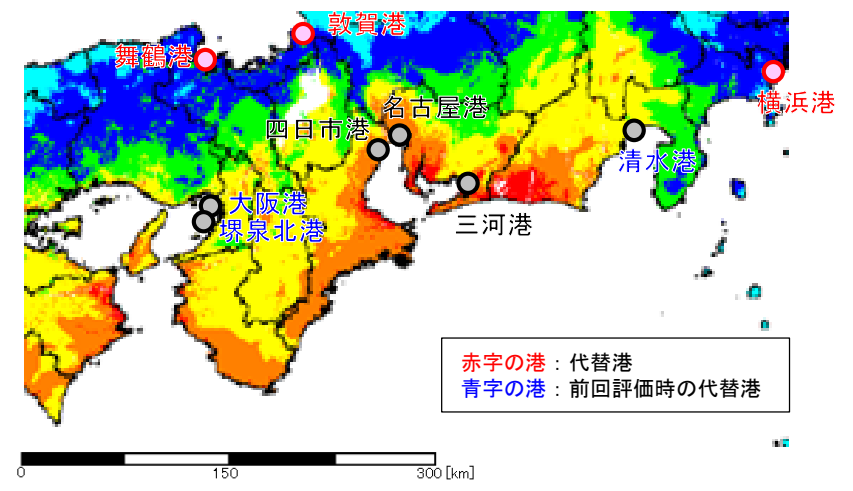 敦賀港
舞鶴港
横浜港
名古屋港
四日市港
清水港
大阪港
堺泉北港
三河港
赤字の港：代替港
青字の港：前回評価時の代替港
0 150 300[km]